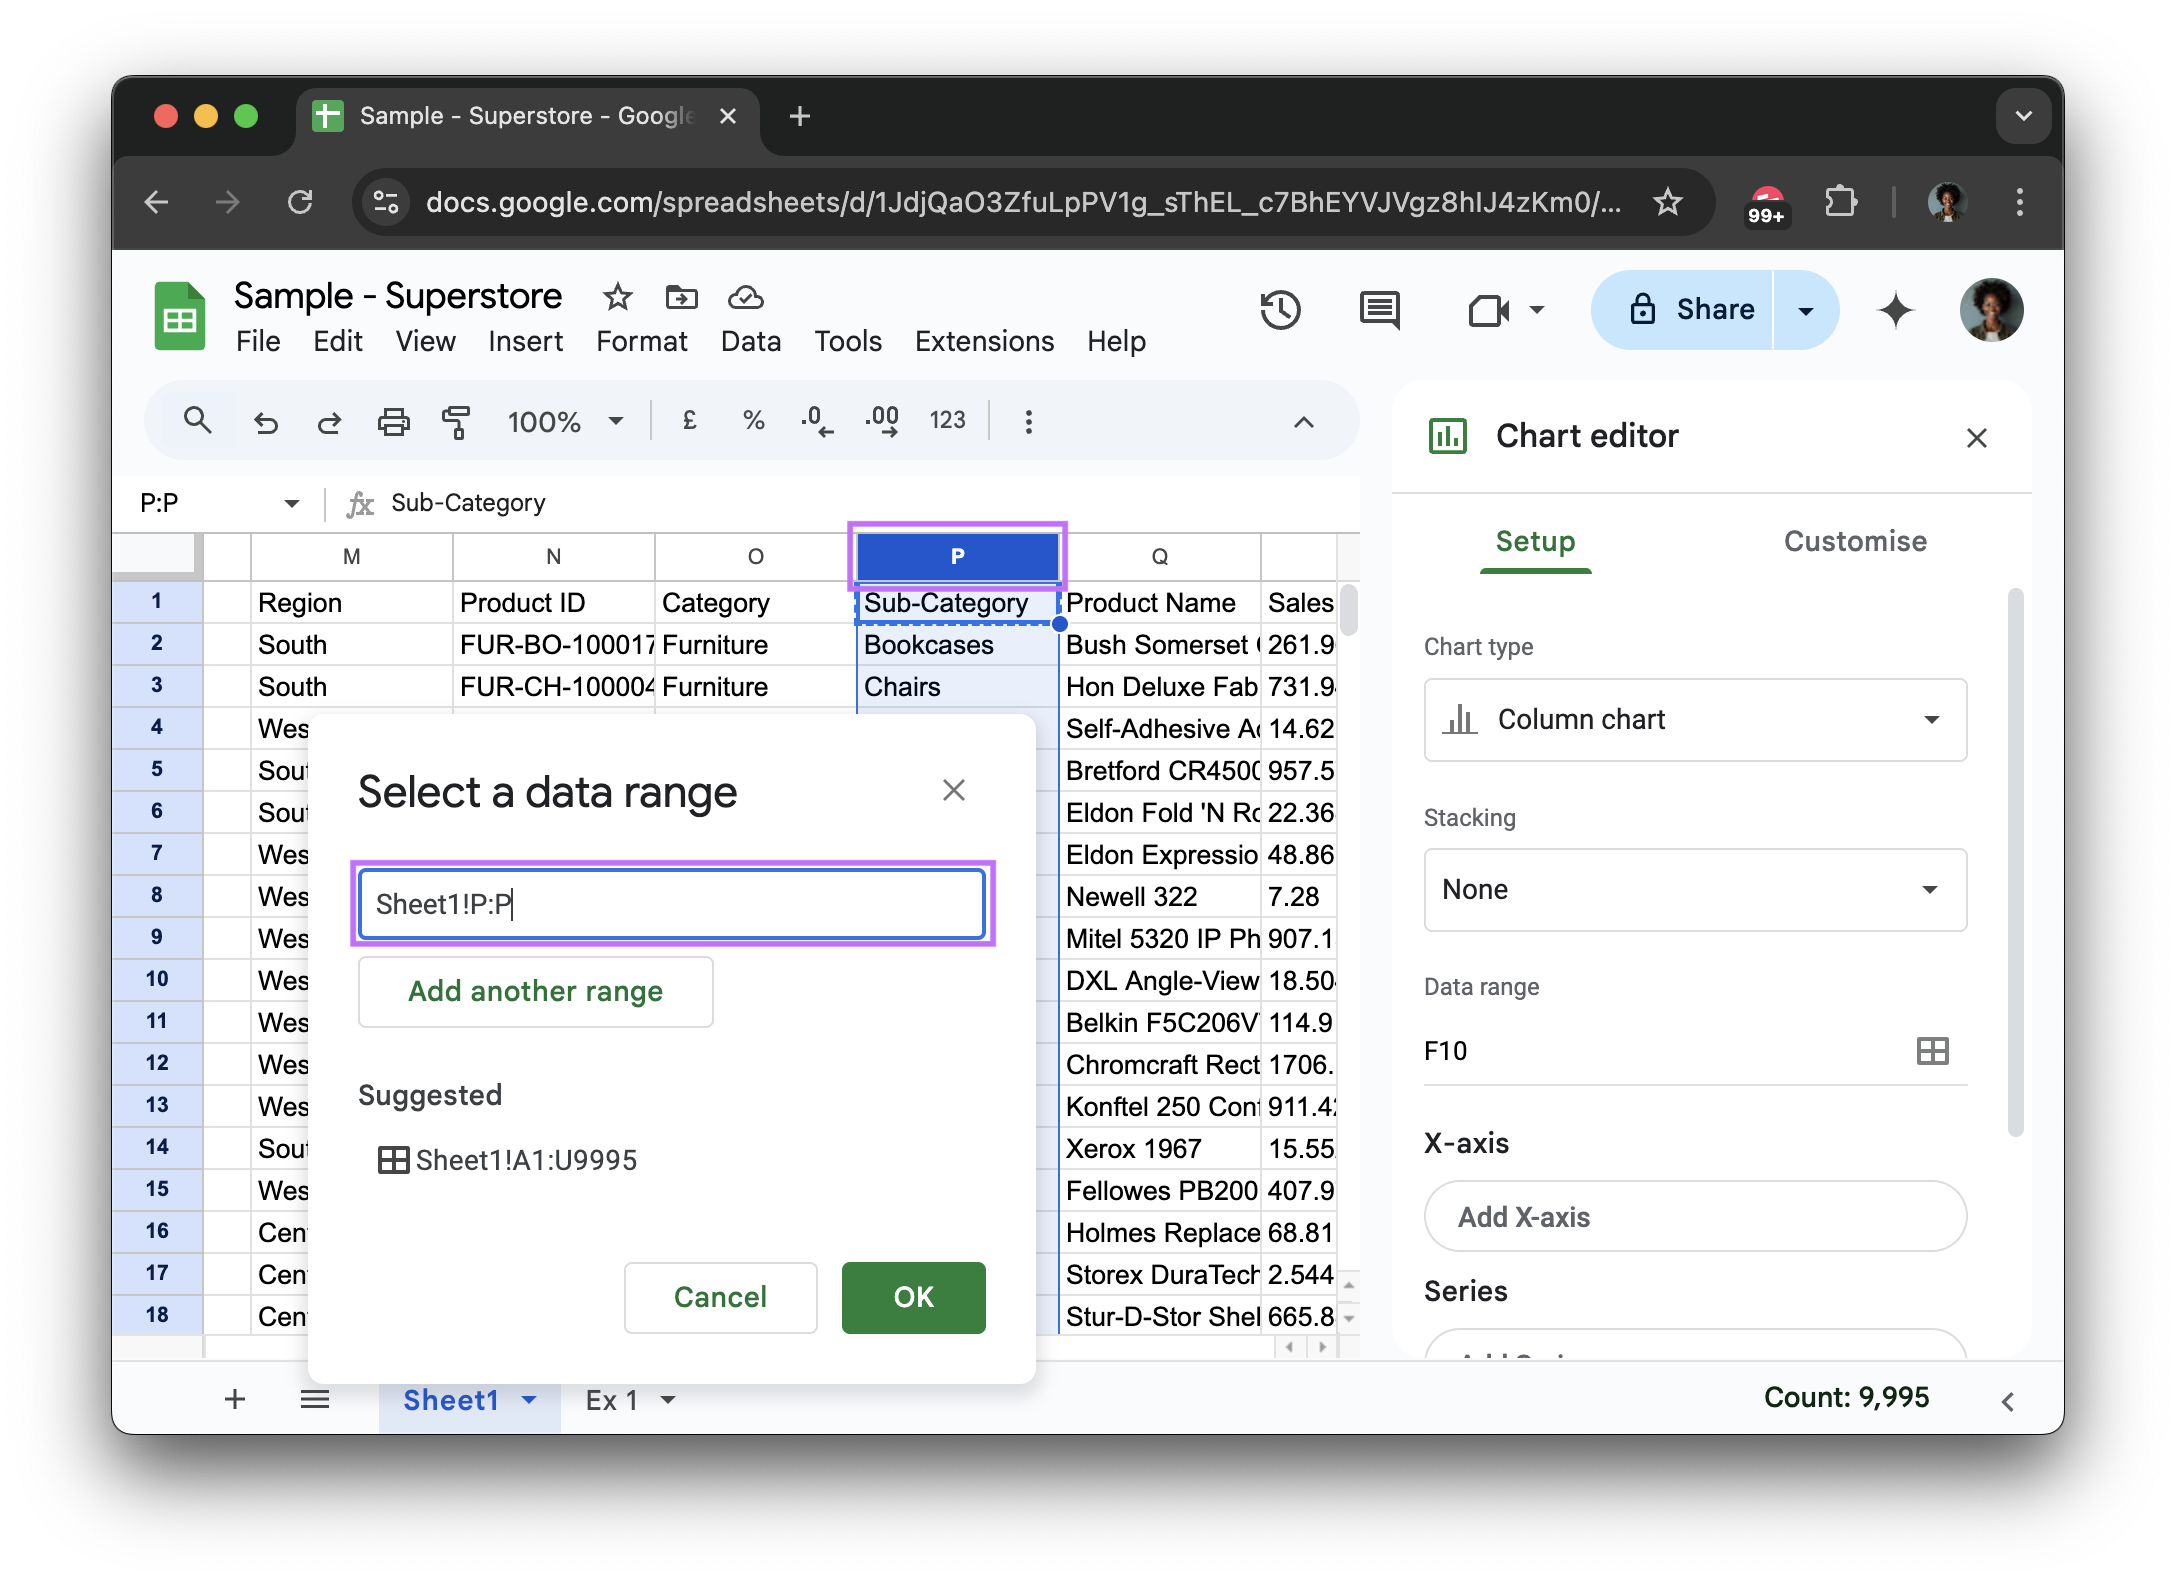 Sample - Superstore - Google
docs.google.com/spreadsheets/d/1JdjQaO3ZfuLpPV1g_sThEL_c7BhEYVJVgz8hIJ4zKm0/...
99+
Sample - Superstore
File Edit View Insert Format Data Tools Extensions Help
Share
100% £ % .0 .00 123
P:P fx Sub-Category
M N O P Q
1 Region Product ID Category Sub-Category Product Name Sales
2 South FUR-BO-100017 Furniture Bookcases Bush Somerset 261.9
3 South FUR-CH-100004 Furniture Chairs Hon Deluxe Fab 731.9
4 Wes Self-Adhesive A 14.62
5 Sou Bretford CR4500 957.5
6 Sou Eldon Fold 'N Ro 22.36
7 Wes Eldon Expressio 48.86
8 Wes Newell 322 7.28
9 Wes Mitel 5320 IP Ph 907.1
10 Wes DXL Angle-View 18.50
11 Wes Belkin F5C206V 114.9
12 Wes Chromcraft Rect 1706.
13 Wes Konftel 250 Con 911.4
14 Sou Xerox 1967 15.55
15 Wes Fellowes PB200 407.9
16 Cen Holmes Replace 68.81
17 Cen Storex DuraTech 2.544
18 Cen Stur-D-Stor Shel 665.8
Select a data range
Sheet1!P:P
Add another range
Suggested
Sheet1!A1:U9995
Cancel OK
Chart editor
Setup Customise
Chart type
Column chart
Stacking
None
Data range
F10
X-axis
Add X-axis
Series
Sheet1 Ex 1
Count: 9,995